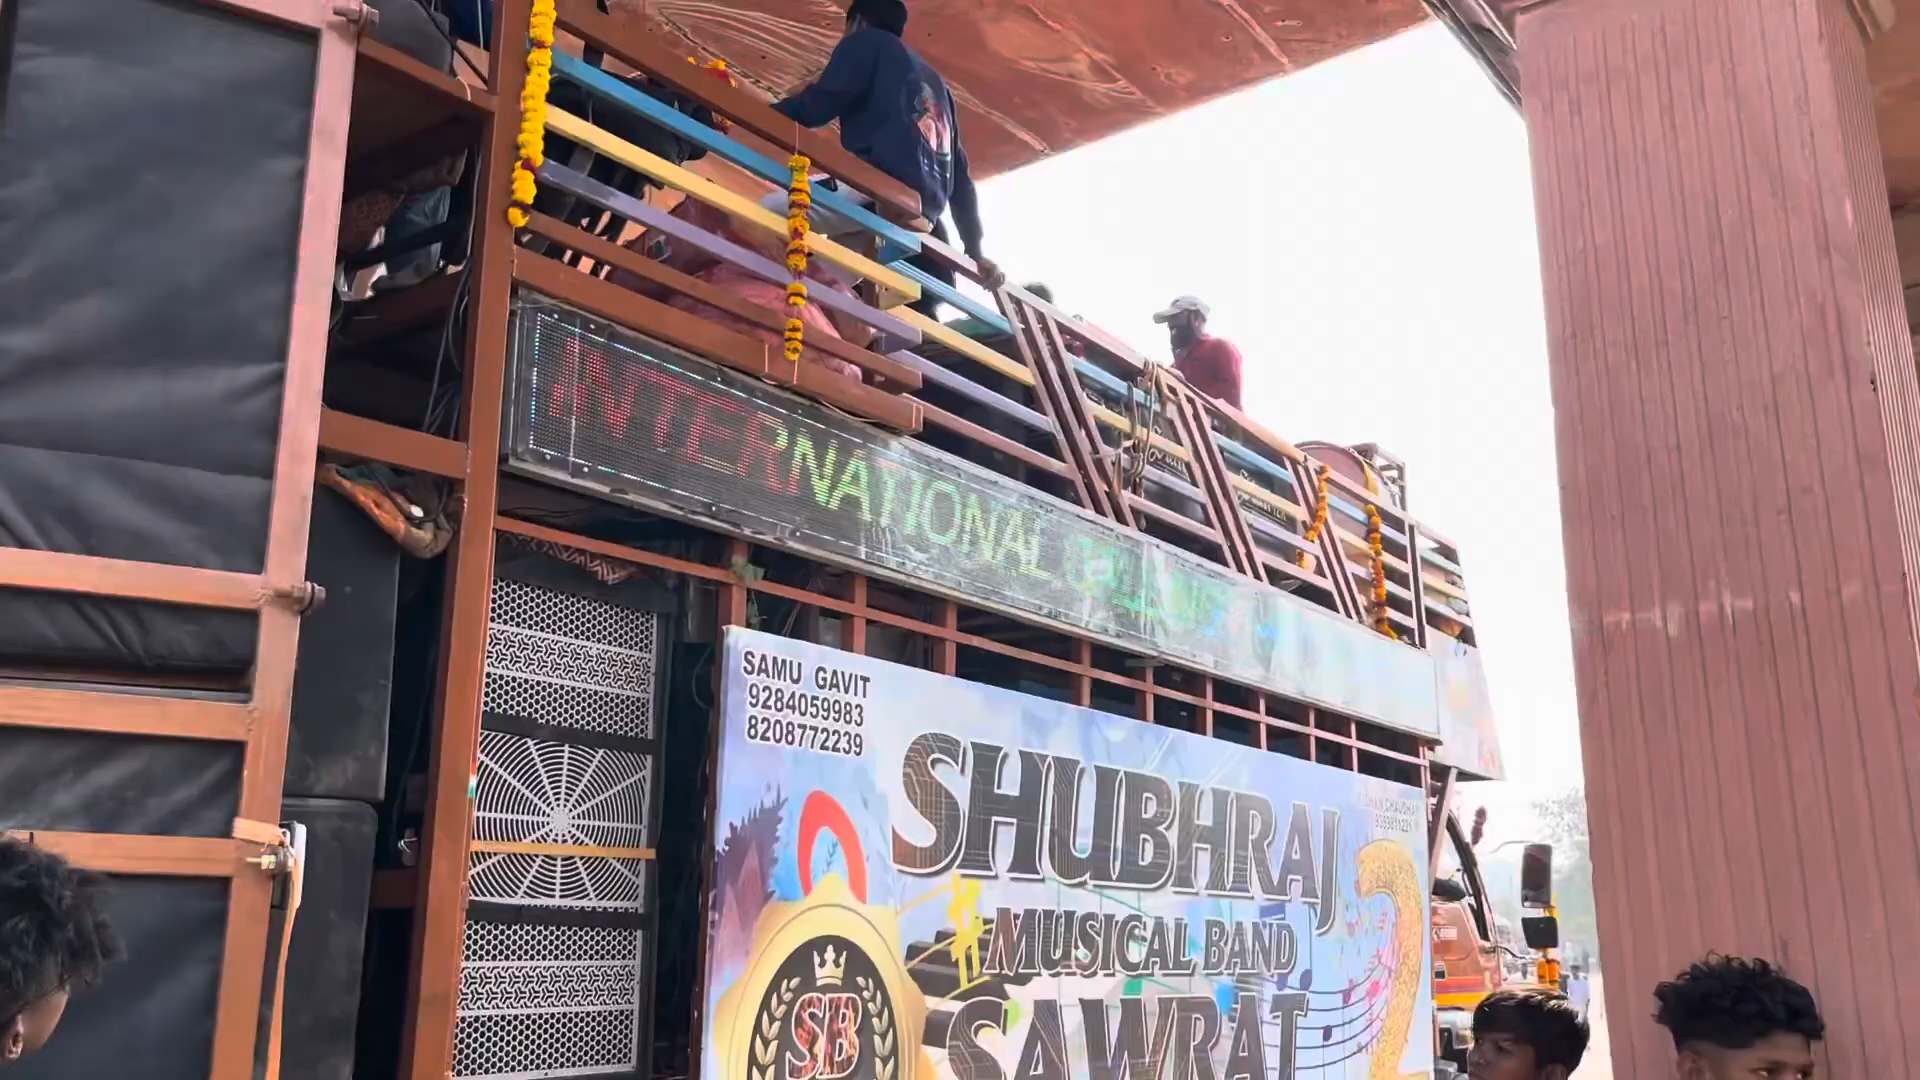 INTERNATIONAL
SAMU GAVIT
9284059983
8208772239
SHUBHRAJ
MUSICAL BAND
SAWRAT
2
SB